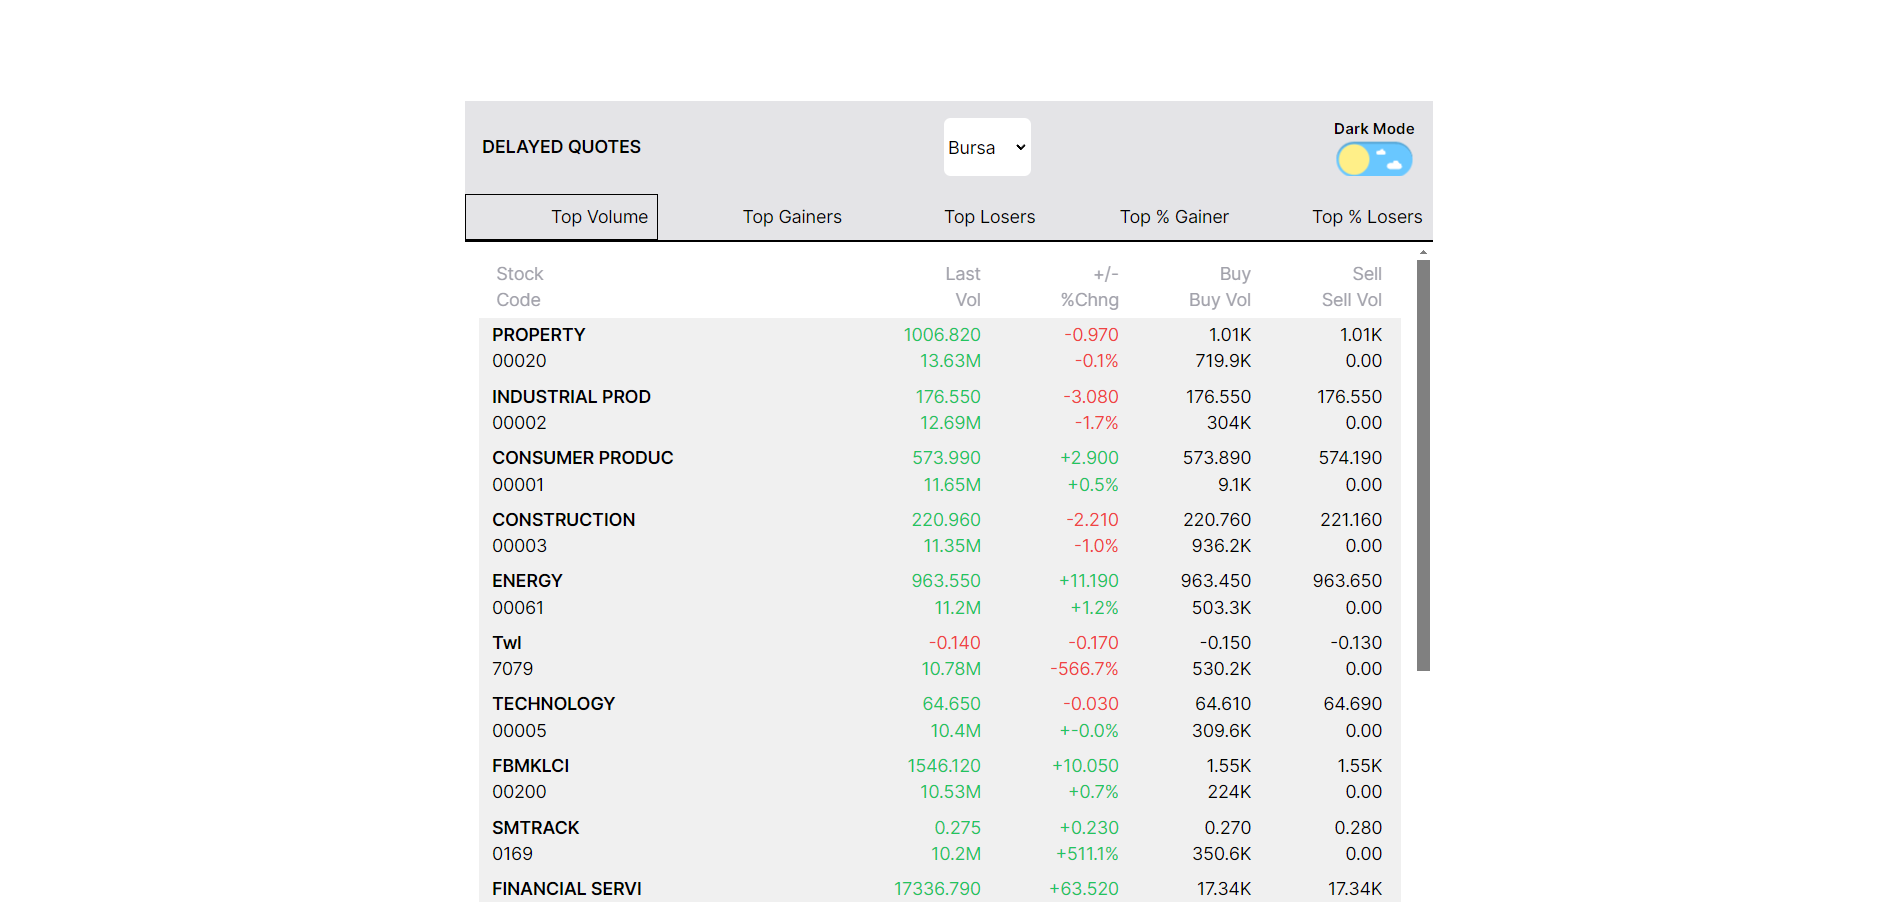 DELAYED QUOTES
Bursa
Dark Mode
Top Volume Top Gainers Top Losers Top % Gainer Top % Losers
Stock Last +/- Buy Sell
Code Vol %Chng Buy Vol Sell Vol
PROPERTY 1006.820 -0.970 1.01K 1.01K
00020 13.63M -0.1% 719.9K 0.00
INDUSTRIAL PROD 176.550 -3.080 176.550 176.550
00002 12.69M -1.7% 304K 0.00
CONSUMER PRODUC 573.990 +2.900 573.890 574.190
00001 11.65M +0.5% 9.1K 0.00
CONSTRUCTION 220.960 -2.210 220.760 221.160
00003 11.35M -1.0% 936.2K 0.00
ENERGY 963.550 +11.190 963.450 963.650
00061 11.2M +1.2% 503.3K 0.00
Twl -0.140 -0.170 -0.150 -0.130
7079 10.78M -566.7% 530.2K 0.00
TECHNOLOGY 64.650 -0.030 64.610 64.690
00005 10.4M +-0.0% 309.6K 0.00
FBMKLCI 1546.120 +10.050 1.55K 1.55K
00200 10.53M +0.7% 224K 0.00
SMTRACK 0.275 +0.230 0.270 0.280
0169 10.2M +511.1% 350.6K 0.00
FINANCIAL SERVI 17336.790 +63.520 17.34K 17.34K